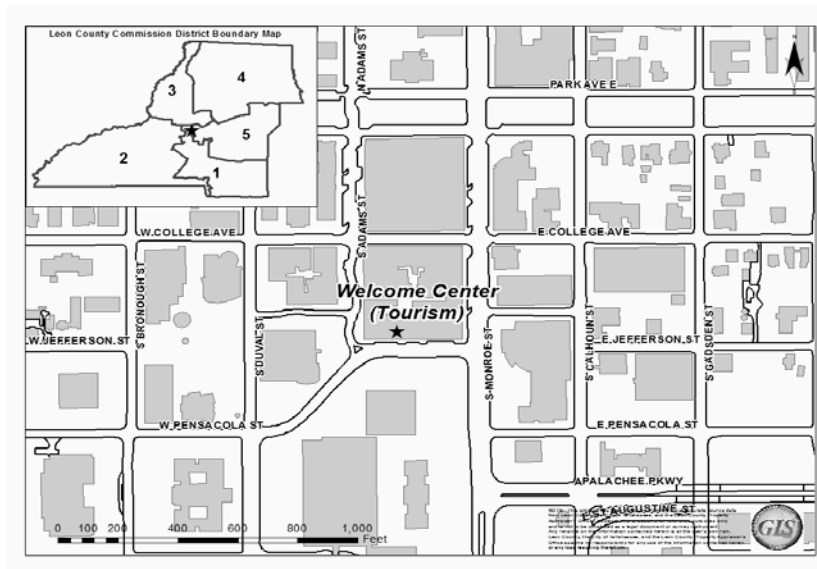 Leon County Commission District Boundary Map
3
4
2
5
1
N ADAMS ST
PARK AVE E
N
W COLLEGE AVE
S ADAMS ST
E COLLEGE AVE
S BRONOUGH ST
Welcome Center
(Tourism)
W JEFFERSON ST
S DUVAL ST
S MONROE ST
S CALHOUN ST
E JEFFERSON ST
S GADSDEN ST
W PENSACOLA ST
E PENSACOLA ST
APALACHEE PKWY
E ST AUGUSTINE ST
0 100 200 400 600 800 1,000
Feet
GIS